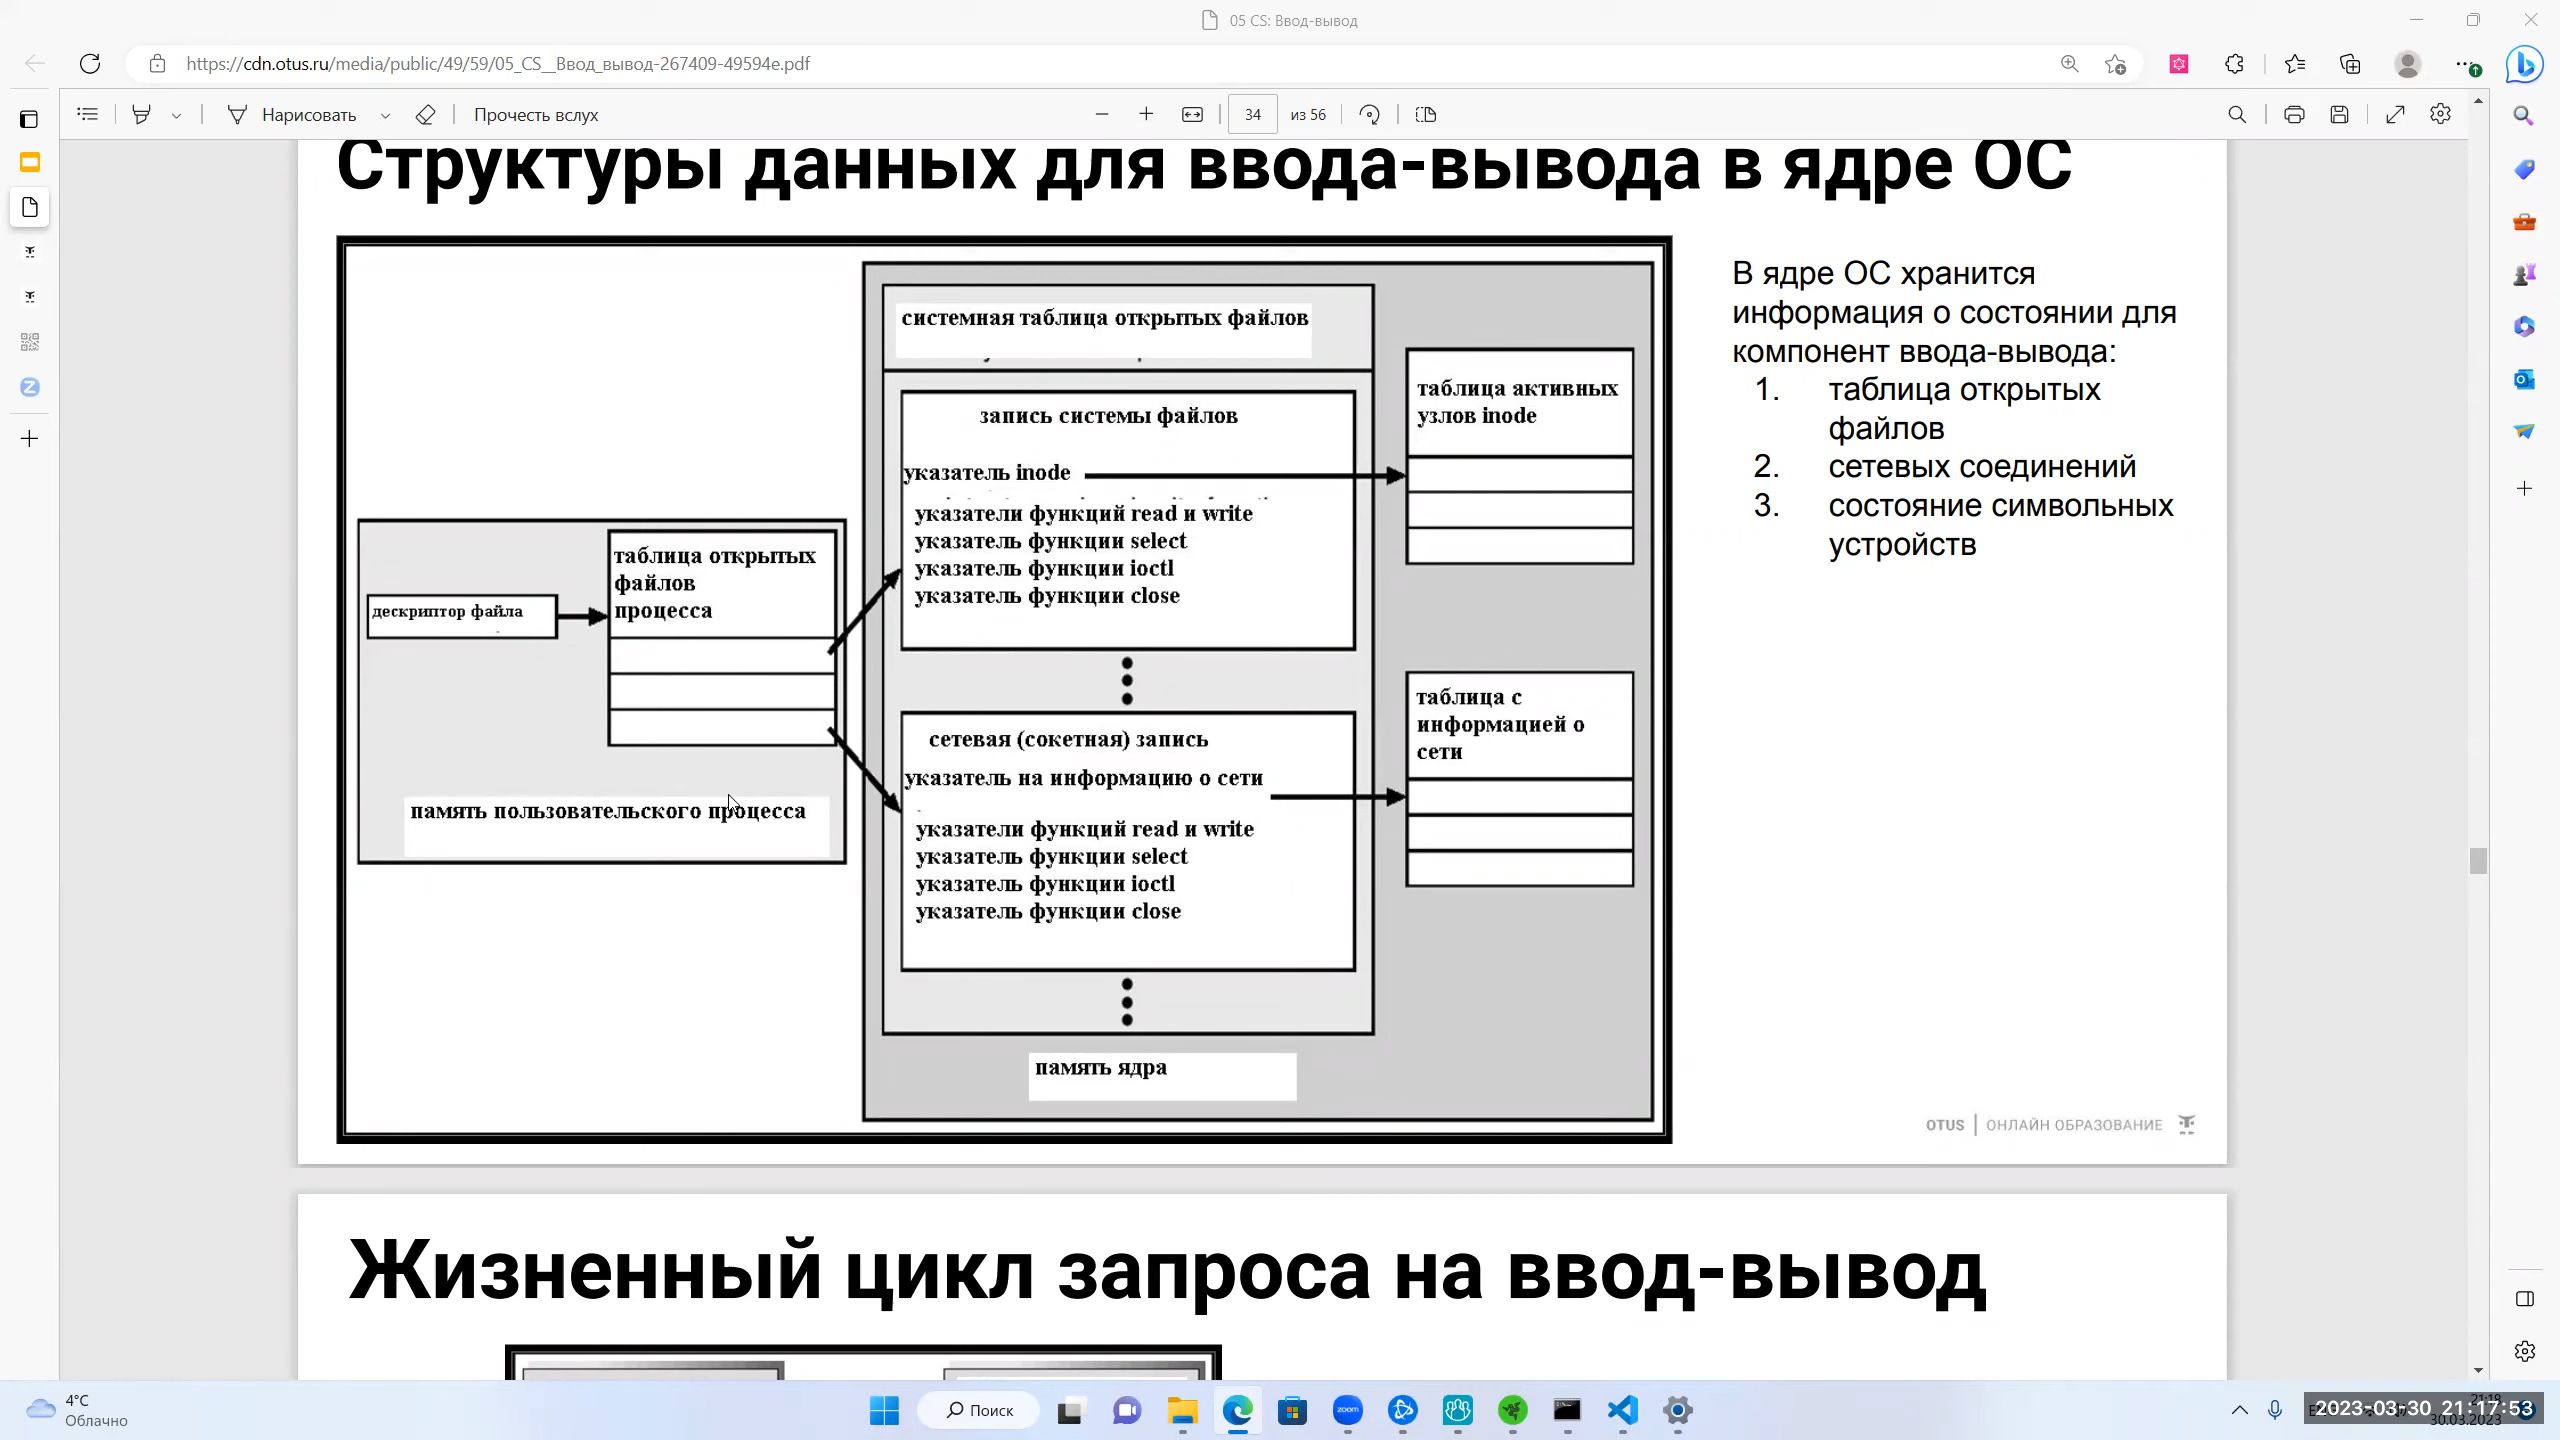 05 CS: Ввод-вывод
https://cdn.otus.ru/media/public/49/59/05_CS__Ввод_вывод-267409-49594e.pdf
Нарисовать
Прочесть вслух
34
из 56
Структуры данных для ввода-вывода в ядре ОС
системная таблица открытых файлов
запись системы файлов
указатель inode
указатели функций read и write
указатель функции select
указатель функции ioctl
указатель функции close
таблица активных
узлов inode
дескриптор файла
таблица открытых
файлов
процесса
память пользовательского процесса
сетевая (сокетная) запись
указатель на информацию о сети
указатели функций read и write
указатель функции select
указатель функции ioctl
указатель функции close
таблица с
информацией о
сети
память ядра
В ядре ОС хранится
информация о состоянии для
компонент ввода-вывода:
1. таблица открытых
файлов
2. сетевых соединений
3. состояние символьных
устройств
OTUS | ОНЛАЙН ОБРАЗОВАНИЕ
Жизненный цикл запроса на ввод-вывод
4°C
Облачно
Поиск
zoom
2023-03-30 21:17:53